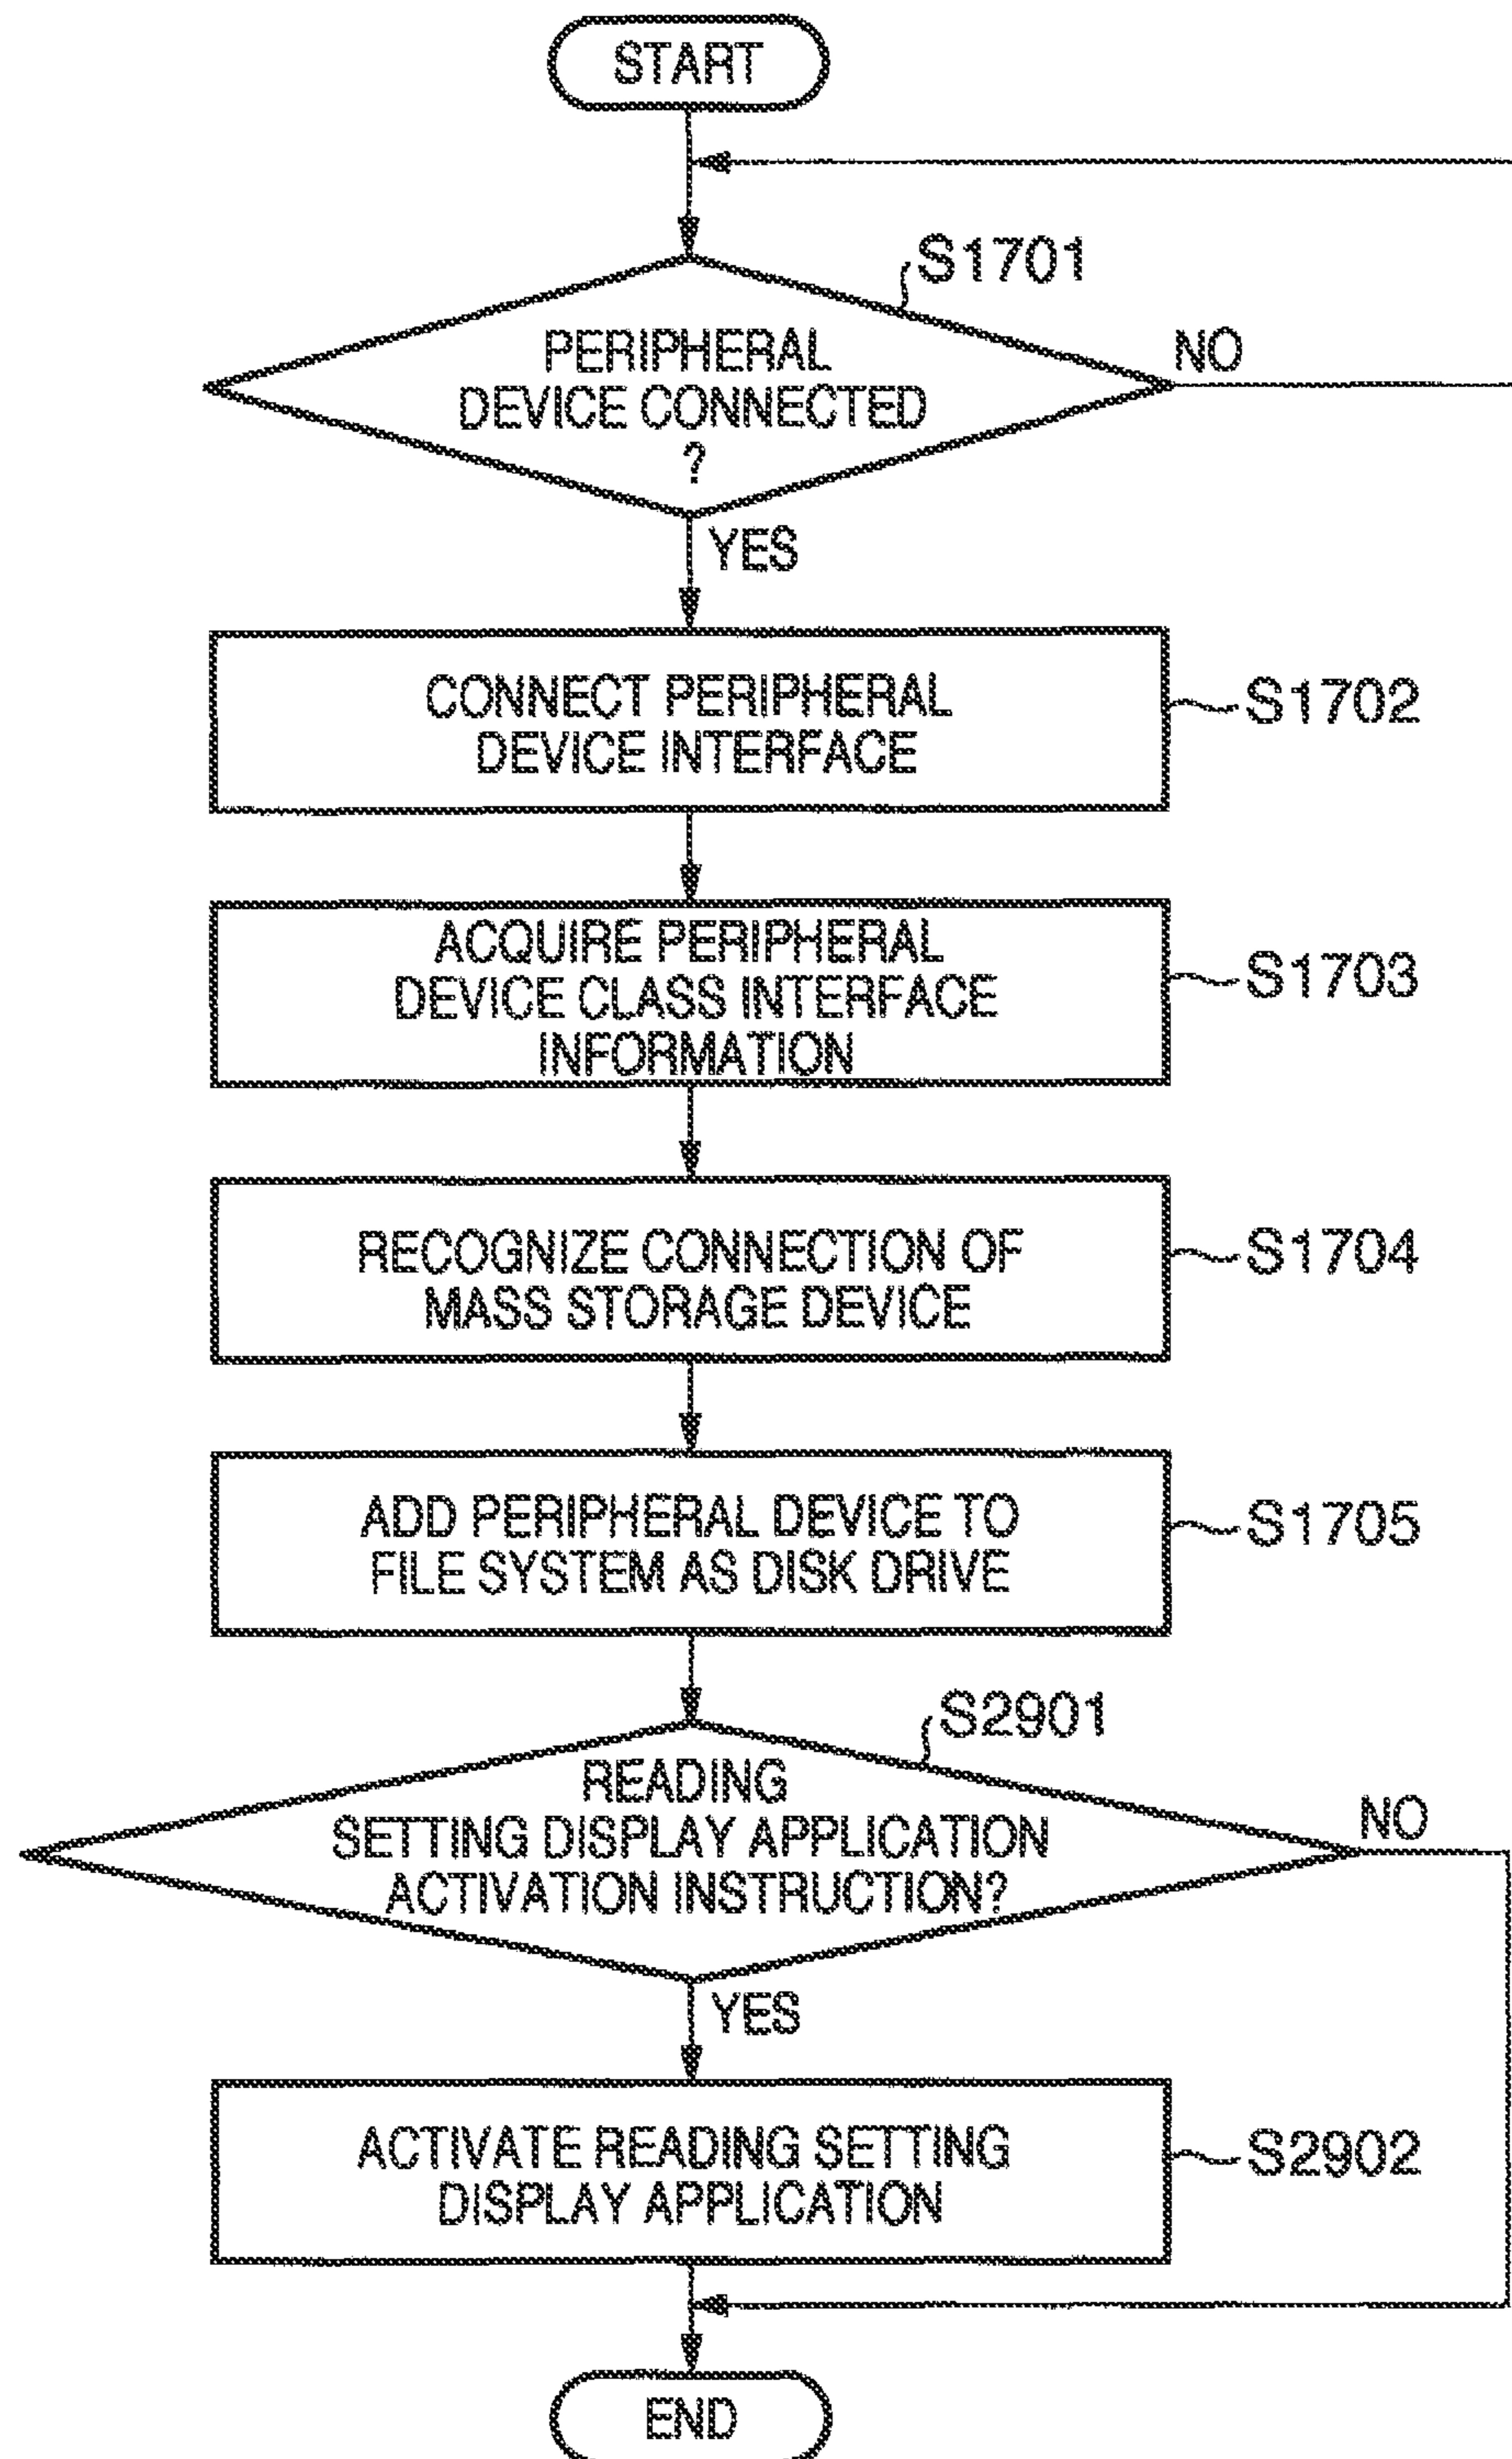 START
S1701
PERIPHERAL
DEVICE CONNECTED
?
NO
YES
CONNECT PERIPHERAL
DEVICE INTERFACE
S1702
ACQUIRE PERIPHERAL
DEVICE CLASS INTERFACE
INFORMATION
S1703
RECOGNIZE CONNECTION OF
MASS STORAGE DEVICE
S1704
ADD PERIPHERAL DEVICE TO
FILE SYSTEM AS DISK DRIVE
S1705
S2901
READING
SETTING DISPLAY APPLICATION
ACTIVATION INSTRUCTION?
NO
YES
ACTIVATE READING SETTING
DISPLAY APPLICATION
S2902
END